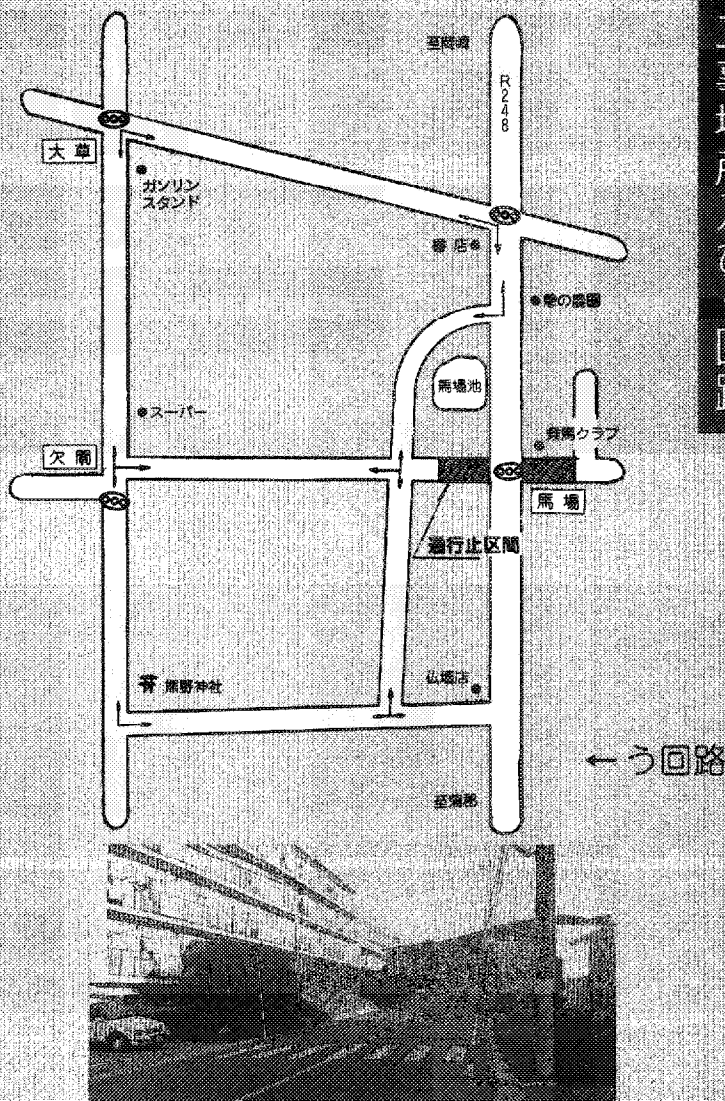 至岡崎
R248
大草
ガソリン
スタンド
馬場池
スーパー
欠間
馬場
通行止区間
熊野神社
仏壇店
至蒲郡
←う回路